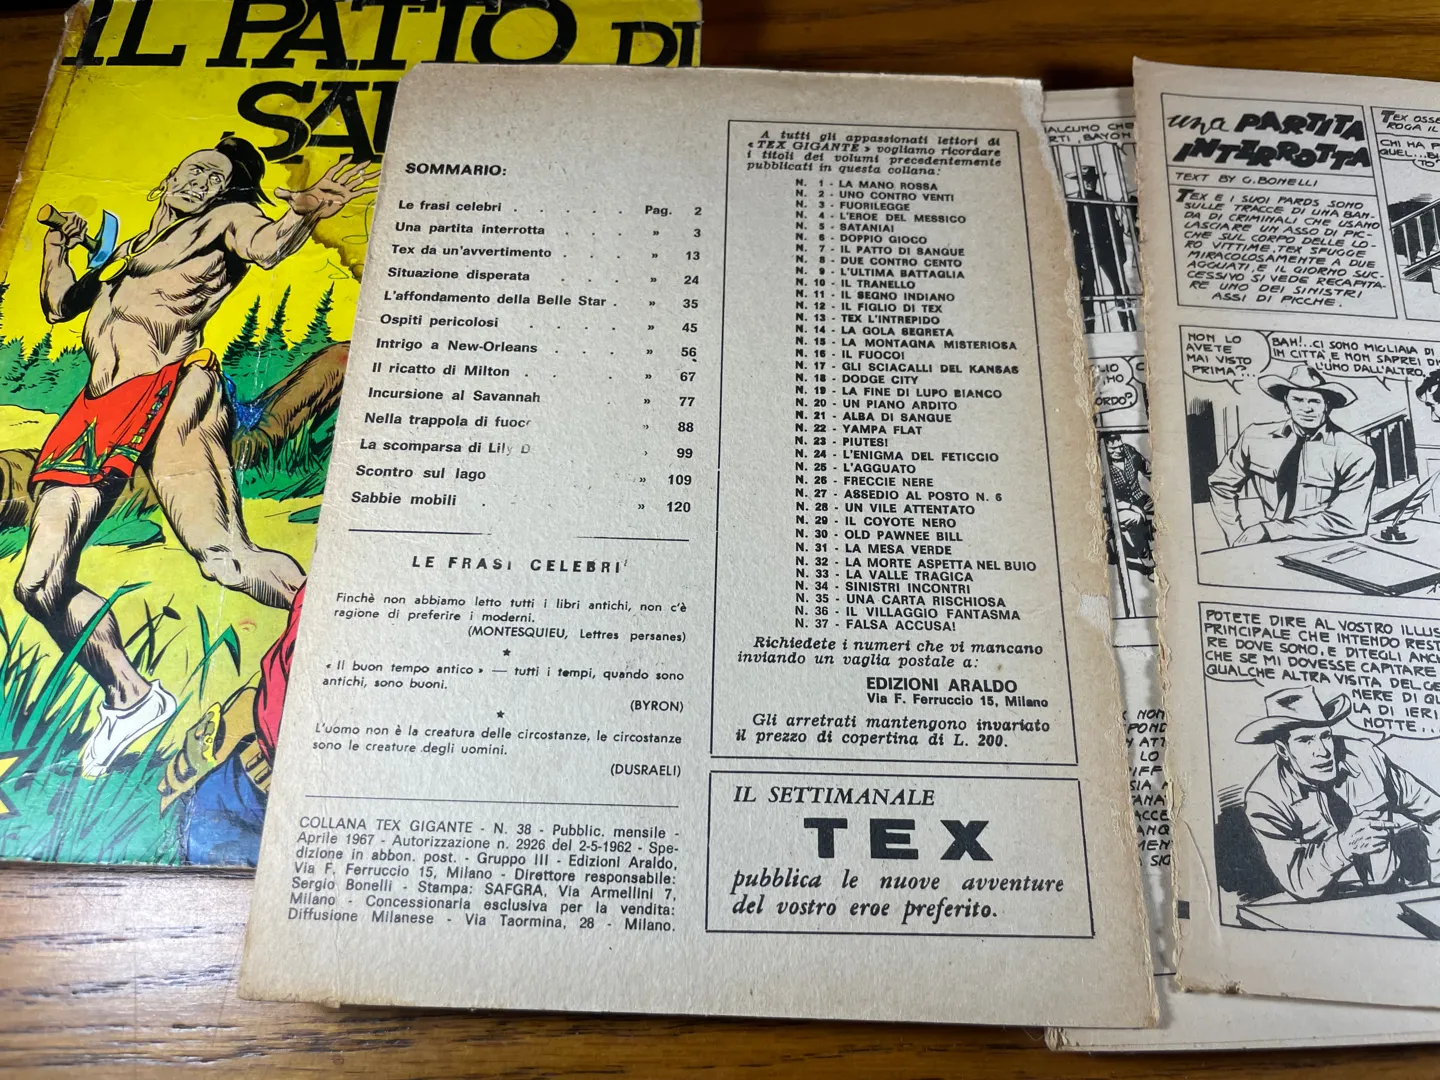 IL PATTO DI
SOMMARIO:
Le frasi celebri . . . . . Pag. 2
Una partita interrotta . . . . » 3
Tex da un'avvertimento . . . . » 13
Situazione disperata . . . . » 24
L'affondamento della Belle Star . » 35
Ospiti pericolosi . . . . . » 45
Intrigo a New-Orleans . . . . » 56
Il ricatto di Milton . . . . » 67
Incursione al Savannah . » 77
Nella trappola di fuoc » 88
La scomparsa di Lily D 99
Scontro sul lago » 109
Sabbie mobili . » 120
LE FRASI CELEBRI
Finchè non abbiamo letto tutti i libri antichi, non c'è
ragione di preferire i moderni.
(MONTESQUIEU, Lettres persanes)
★
« Il buon tempo antico » — tutti i tempi, quando sono
antichi, sono buoni.
(BYRON)
★
L'uomo non è la creatura delle circostanze, le circostanze
sono le creature degli uomini.
(DUSRAELI)
COLLANA TEX GIGANTE - N. 38 - Pubblic. mensile -
Aprile 1967 - Autorizzazione n. 2926 del 2-5-1962 - Spe-
dizione in abbon. post. - Gruppo III - Edizioni Araldo,
Via F. Ferruccio 15, Milano - Direttore responsabile:
Sergio Bonelli - Stampa: SAFGRA, Via Armellini 7,
Milano - Concessionaria esclusiva per la vendita:
Diffusione Milanese - Via Taormina, 28 - Milano.
A tutti gli appassionati lettori di
« TEX GIGANTE » vogliamo ricordare
i titoli dei volumi precedentemente
pubblicati in questa collana:
N. 1 - LA MANO ROSSA
N. 2 - UNO CONTRO VENTI
N. 3 - FUORILEGGE
N. 4 - L'EROE DEL MESSICO
N. 5 - SATANIA!
N. 6 - DOPPIO GIOCO
N. 7 - IL PATTO DI SANGUE
N. 8 - DUE CONTRO CENTO
N. 9 - L'ULTIMA BATTAGLIA
N. 10 - IL TRANELLO
N. 11 - IL SEGNO INDIANO
N. 12 - IL FIGLIO DI TEX
N. 13 - TEX L'INTREPIDO
N. 14 - LA GOLA SEGRETA
N. 15 - LA MONTAGNA MISTERIOSA
N. 16 - IL FUOCO!
N. 17 - GLI SCIACALLI DEL KANSAS
N. 18 - DODGE CITY
N. 19 - LA FINE DI LUPO BIANCO
N. 20 - UN PIANO ARDITO
N. 21 - ALBA DI SANGUE
N. 22 - YAMPA FLAT
N. 23 - PIUTES!
N. 24 - L'ENIGMA DEL FETICCIO
N. 25 - L'AGGUATO
N. 26 - FRECCIE NERE
N. 27 - ASSEDIO AL POSTO N. 6
N. 28 - UN VILE ATTENTATO
N. 29 - IL COYOTE NERO
N. 30 - OLD PAWNEE BILL
N. 31 - LA MESA VERDE
N. 32 - LA MORTE ASPETTA NEL BUIO
N. 33 - LA VALLE TRAGICA
N. 34 - SINISTRI INCONTRI
N. 35 - UNA CARTA RISCHIOSA
N. 36 - IL VILLAGGIO FANTASMA
N. 37 - FALSA ACCUSA!
Richiedete i numeri che vi mancano
inviando un vaglia postale a:
EDIZIONI ARALDO
Via F. Ferruccio 15, Milano
Gli arretrati mantengono invariato
il prezzo di copertina di L. 200.
IL SETTIMANALE
TEX
pubblica le nuove avventure
del vostro eroe preferito.
una PARTITA
INTERROTTA
TEXT BY G. BONELLI
TEX E I SUOI PARDS SONO
SULLE TRACCE DI UNA BAN-
DA DI CRIMINALI CHE USANO
LASCIARE UN ASSO DI PIC-
CHE SUL CORPO DELLE LO-
RO VITTIME. TEX SFUGGE
MIRACOLOSAMENTE A DUE
AGGUATI, E IL GIORNO SUC-
CESSIVO SI VEDE RECAPITA-
RE UNO DEI SINISTRI
ASSI DI PICCHE.
TEX
ROGA IL
CHI HA
NON LO
AVETE
MAI VISTO
PRIMA?...
BAH!..CI SONO MIGLIAIA DI
IN CITTÀ E NON SAPREI
L'UNO DALL'ALTRO.
POTETE DIRE AL VOSTRO
PRINCIPALE CHE INTENDO
RE DOVE SONO, E DITEGLI
CHE SE MI DOVESSE CAPITARE
QUALCHE ALTRA VISITA DEL
NERE DI
LA DI IERI
NOTTE...